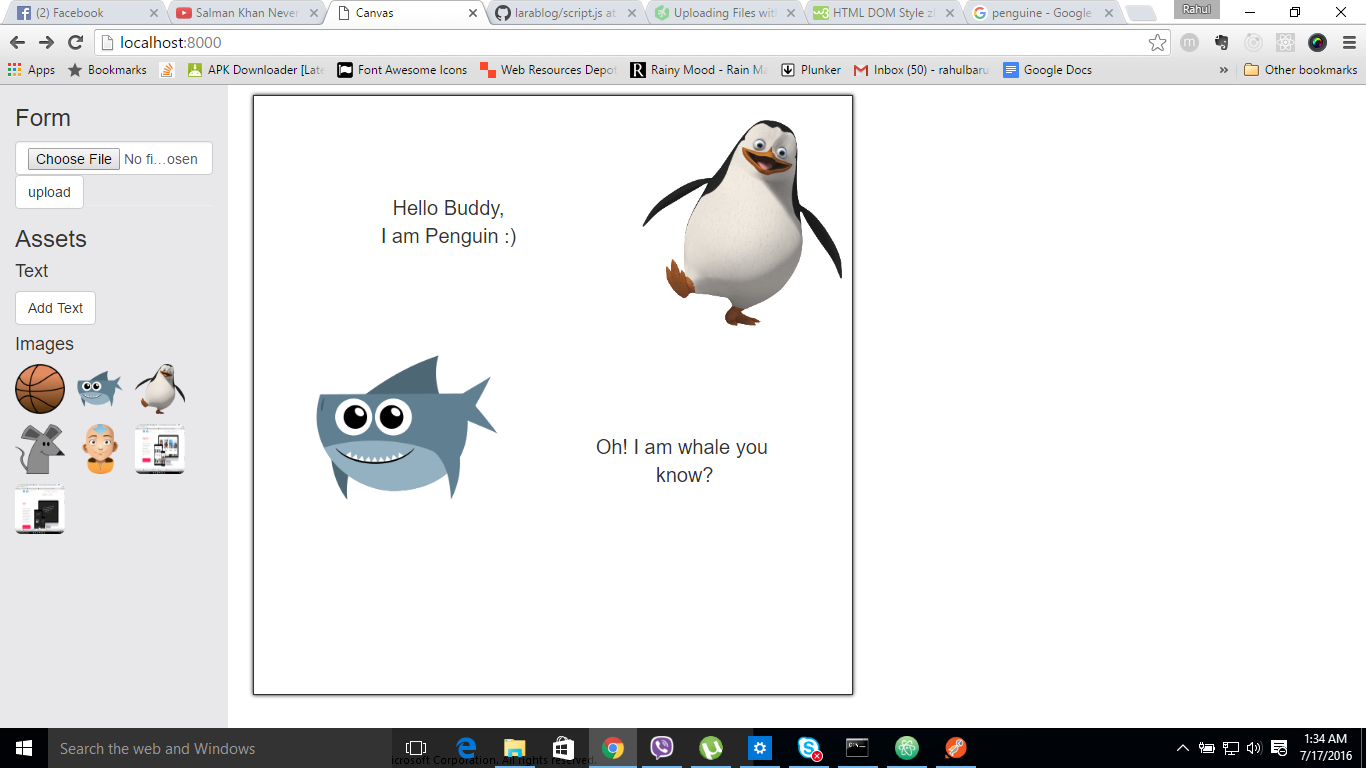 (2) Facebook
Salman Khan Never
Canvas
larablog/script.js at
Uploading Files with
HTML DOM Style
penguine - Google
Rahul
localhost:8000
m
Apps
Bookmarks
APK Downloader [Late
Font Awesome Icons
Web Resources Depot
R
Rainy Mood - Rain Ma
Plunker
Inbox (50) - rahulbaru
Google Docs
»
Other bookmarks
Form
Choose File No fi...osen
upload
Assets
Text
Add Text
Images
Hello Buddy,
I am Penguin :)
Oh! I am whale you
know?
Search the web and Windows
icrosoft Corporation. All rights reserved.
1:34 AM
7/17/2016